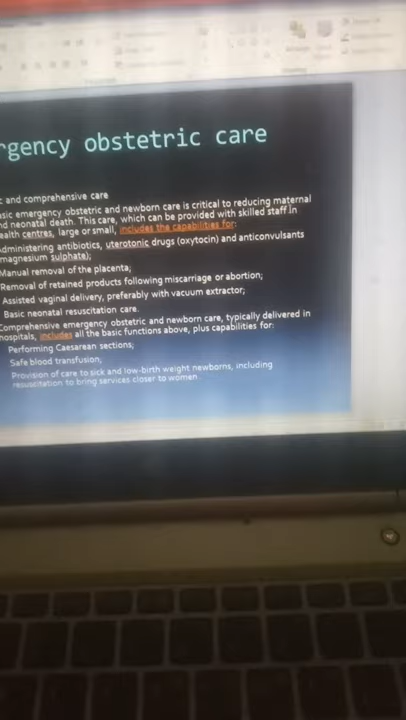 rgency obstetric care
c and comprehensive care
asic emergency obstetric and newborn care is critical to reducing maternal
nd neonatal death. This care, which can be provided with skilled staff in
ealth centres, large or small, includes the capabilities for:
Administering antibiotics, uterotonic drugs (oxytocin) and anticonvulsants
magnesium sulphate);
Manual removal of the placenta;
Removal of retained products following miscarriage or abortion;
Assisted vaginal delivery, preferably with vacuum extractor;
Basic neonatal resuscitation care.
Comprehensive emergency obstetric and newborn care, typically delivered in
hospitals, includes all the basic functions above, plus capabilities for:
Performing Caesarean sections;
Safe blood transfusion;
Provision of care to sick and low-birth weight newborns, including
resuscitation to bring services closer to women.